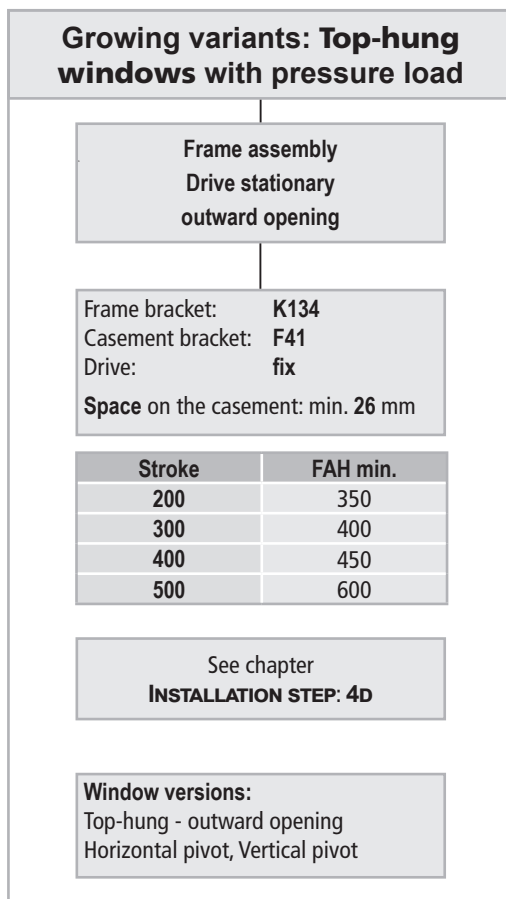 Growing variants: Top-hung
windows with pressure load
Frame assembly
Drive stationary
outward opening
Frame bracket: K134
Casement bracket: F41
Drive: fix
Space on the casement: min. 26 mm
Stroke FAH min.
200 350
300 400
400 450
500 600
See chapter
INSTALLATION STEP: 4D
Window versions:
Top-hung - outward opening
Horizontal pivot, Vertical pivot